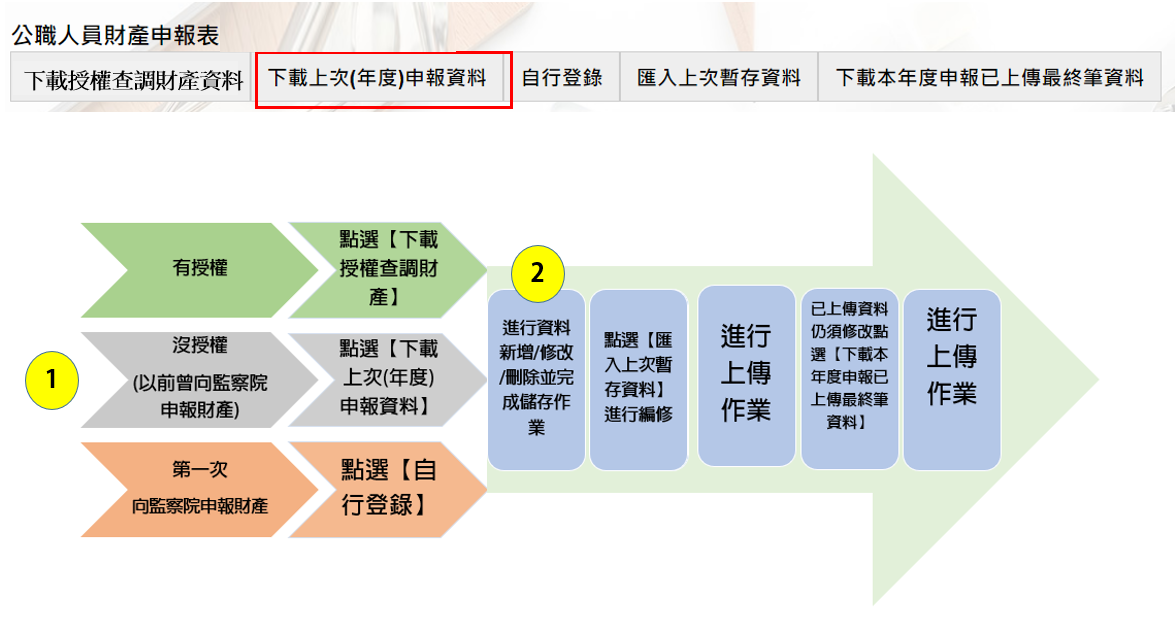 公職人員財產申報表
下載授權查調財產資料 下載上次(年度)申報資料 自行登錄 匯入上次暫存資料 下載本年度申報已上傳最終筆資料
1
有授權
點選【下載
授權查調財
產】
沒授權
(以前曾向監察院
申報財產)
點選【下載
上次(年度)
申報資料】
第一次
向監察院申報財產
點選【自
行登錄】
2
進行資料
新增/修改
/刪除並完
成儲存作
業
點選【匯
入上次暫
存資料】
進行編修
進行
上傳
作業
已上傳資料
仍須修改點
選【下載本
年度申報已
上傳最終筆
資料】
進行
上傳
作業